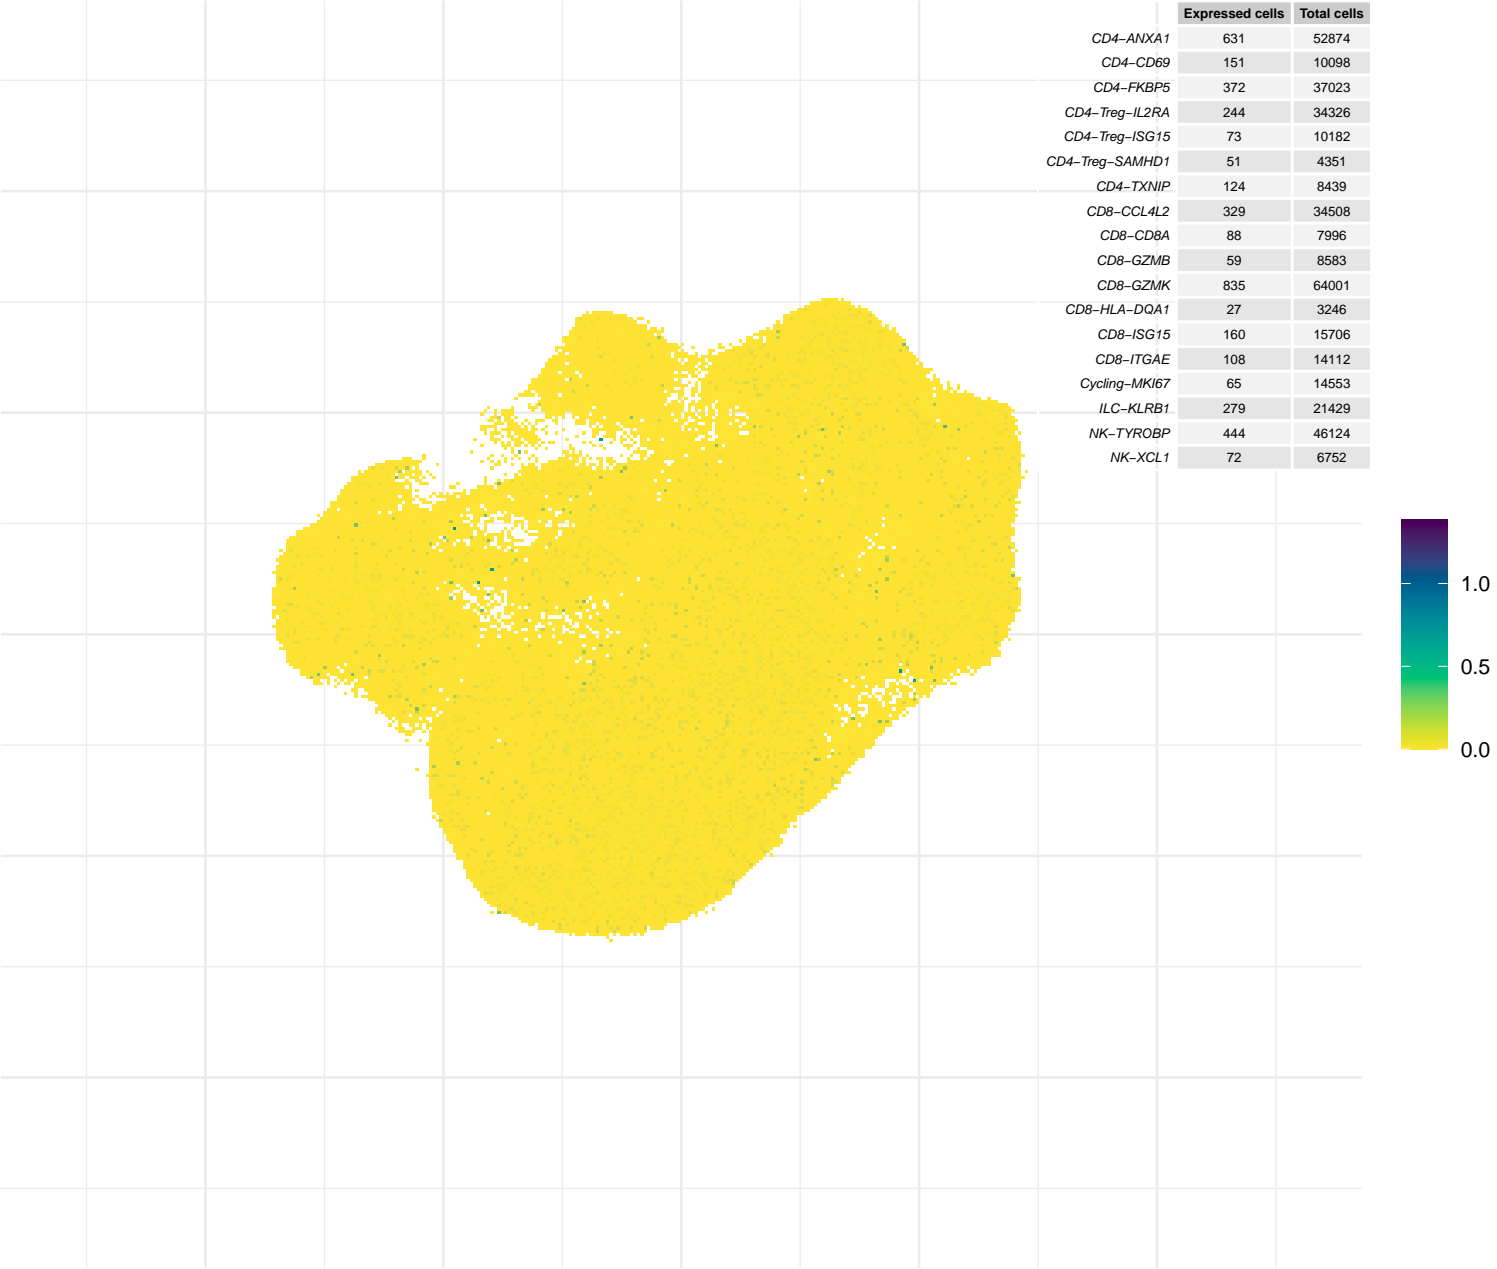 Expressed cells Total cells
CD4−ANXA1 631 52874
CD4−CD69 151 10098
CD4−FKBP5 372 37023
CD4−Treg−IL2RA 244 34326
CD4−Treg−ISG15 73 10182
CD4−Treg−SAMHD1 51 4351
CD4−TXNIP 124 8439
CD8−CCL4L2 329 34508
CD8−CD8A 88 7996
CD8−GZMB 59 8583
CD8−GZMK 835 64001
CD8−HLA−DQA1 27 3246
CD8−ISG15 160 15706
CD8−ITGAE 108 14112
Cycling−MKI67 65 14553
ILC−KLRB1 279 21429
NK−TYROBP 444 46124
NK−XCL1 72 6752
1.0
0.5
0.0